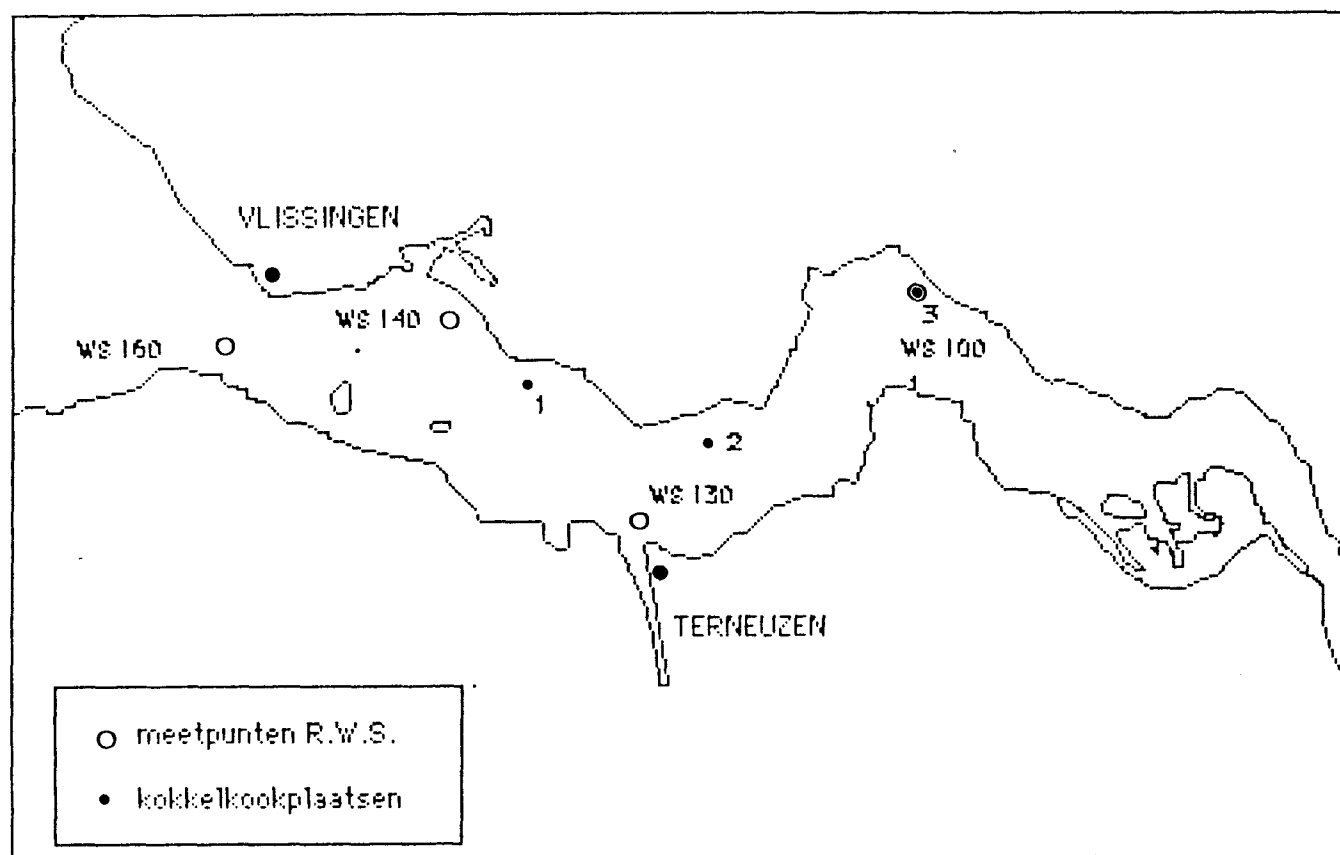 VLISSINGEN
WS 140
WS 160
3
WS 100
1
2
WS 130
TERNEUZEN
meetpunten R.W.S.
kokkelkookplaatsen